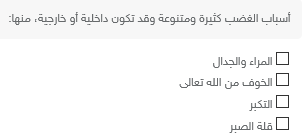 أسباب الغضب كثيرة ومتنوعة وقد تكون داخلية أو خارجية، منها:
المراء والجدال
الخوف من الله تعالى
التكبر
قلة الصبر